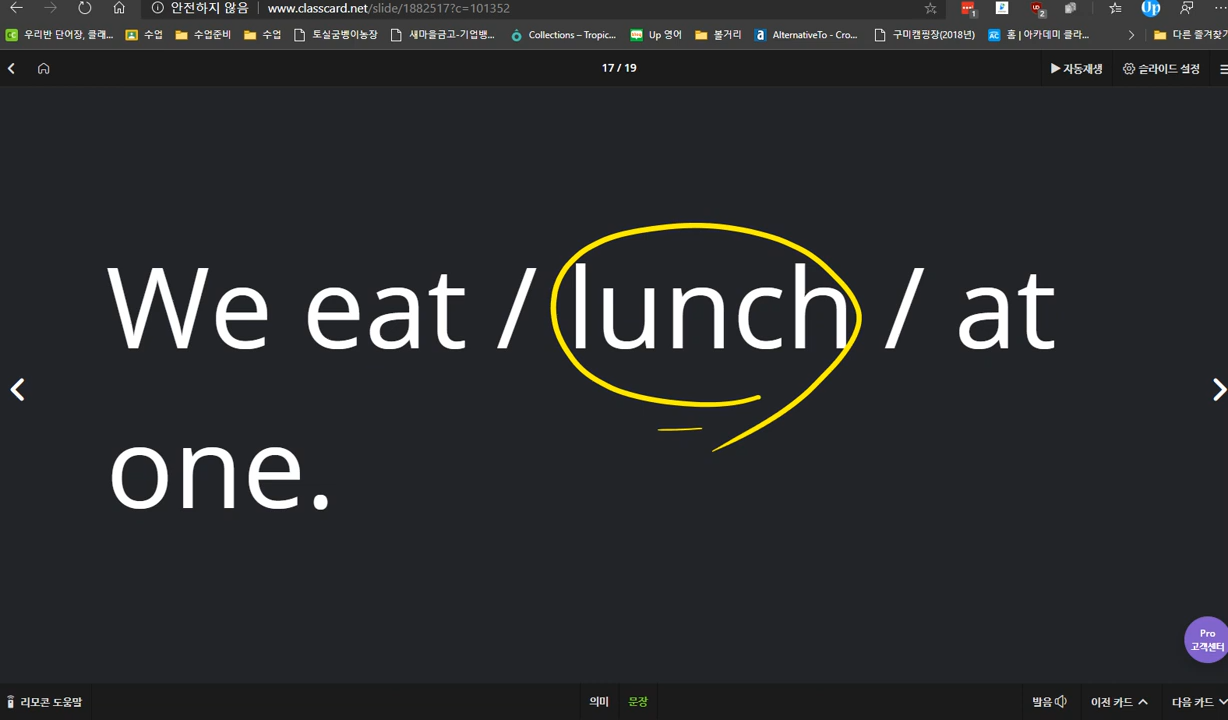 안전하지 않음 www.classcard.net/slide/1882517?c=101352
우리반 단어장, 클래... 수업 수업준비 수업 토실궁뱅이농장 새마을금고-기업뱅... Collections – Tropic... Up 영어 볼거리 AlternativeTo - Cro... 구미캠핑장(2018년) 홈 | 아카데미 클라... 다른 즐겨찾기
17 / 19 자동재생 슬라이드 설정
We eat / lunch / at
one.
Pro
고객센터
리모콘 도움말 의미 문장 발음 이전 카드 다음 카드